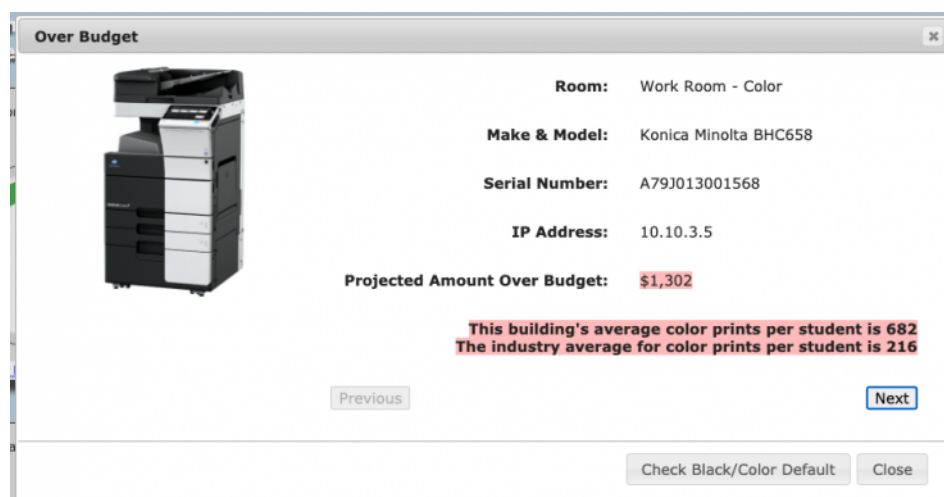 Over Budget
Room: Work Room - Color
Make & Model: Konica Minolta BHC658
Serial Number: A79J013001568
IP Address: 10.10.3.5
Projected Amount Over Budget: $1,302
This building's average color prints per student is 682
The industry average for color prints per student is 216
Previous
Next
Check Black/Color Default
Close